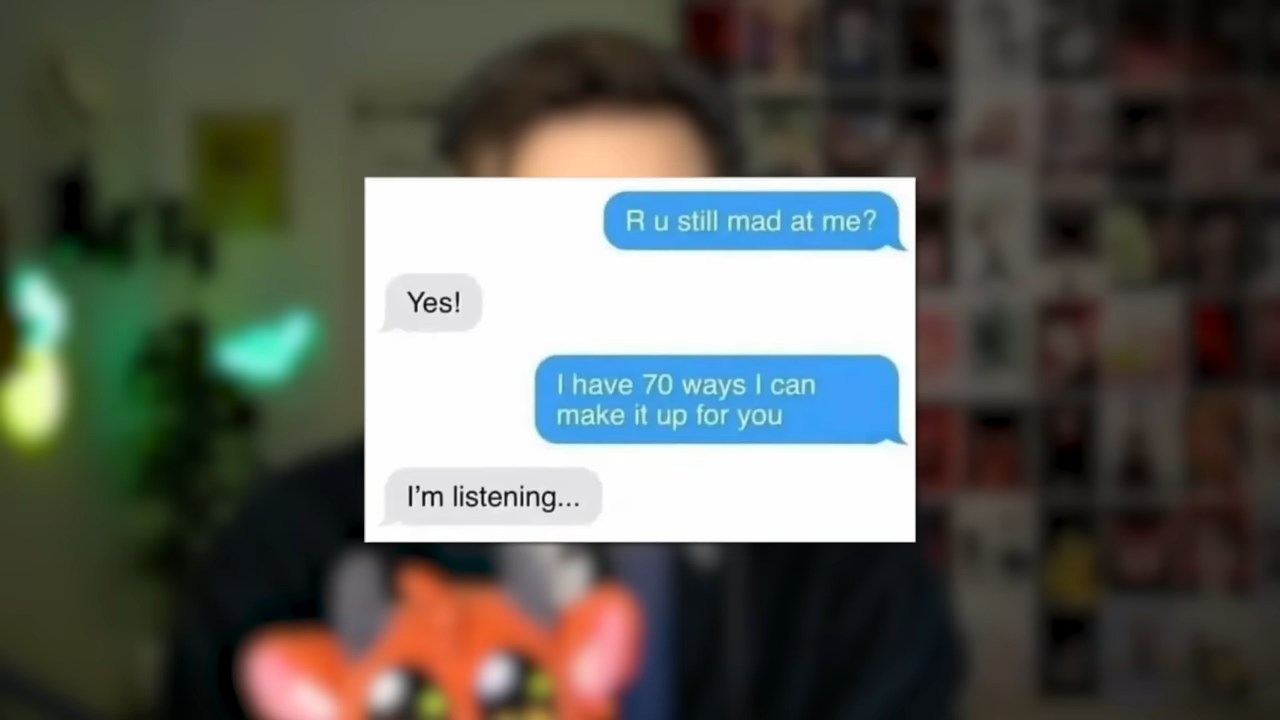 R u still mad at me?
Yes!
I have 70 ways I can
make it up for you
I'm listening...